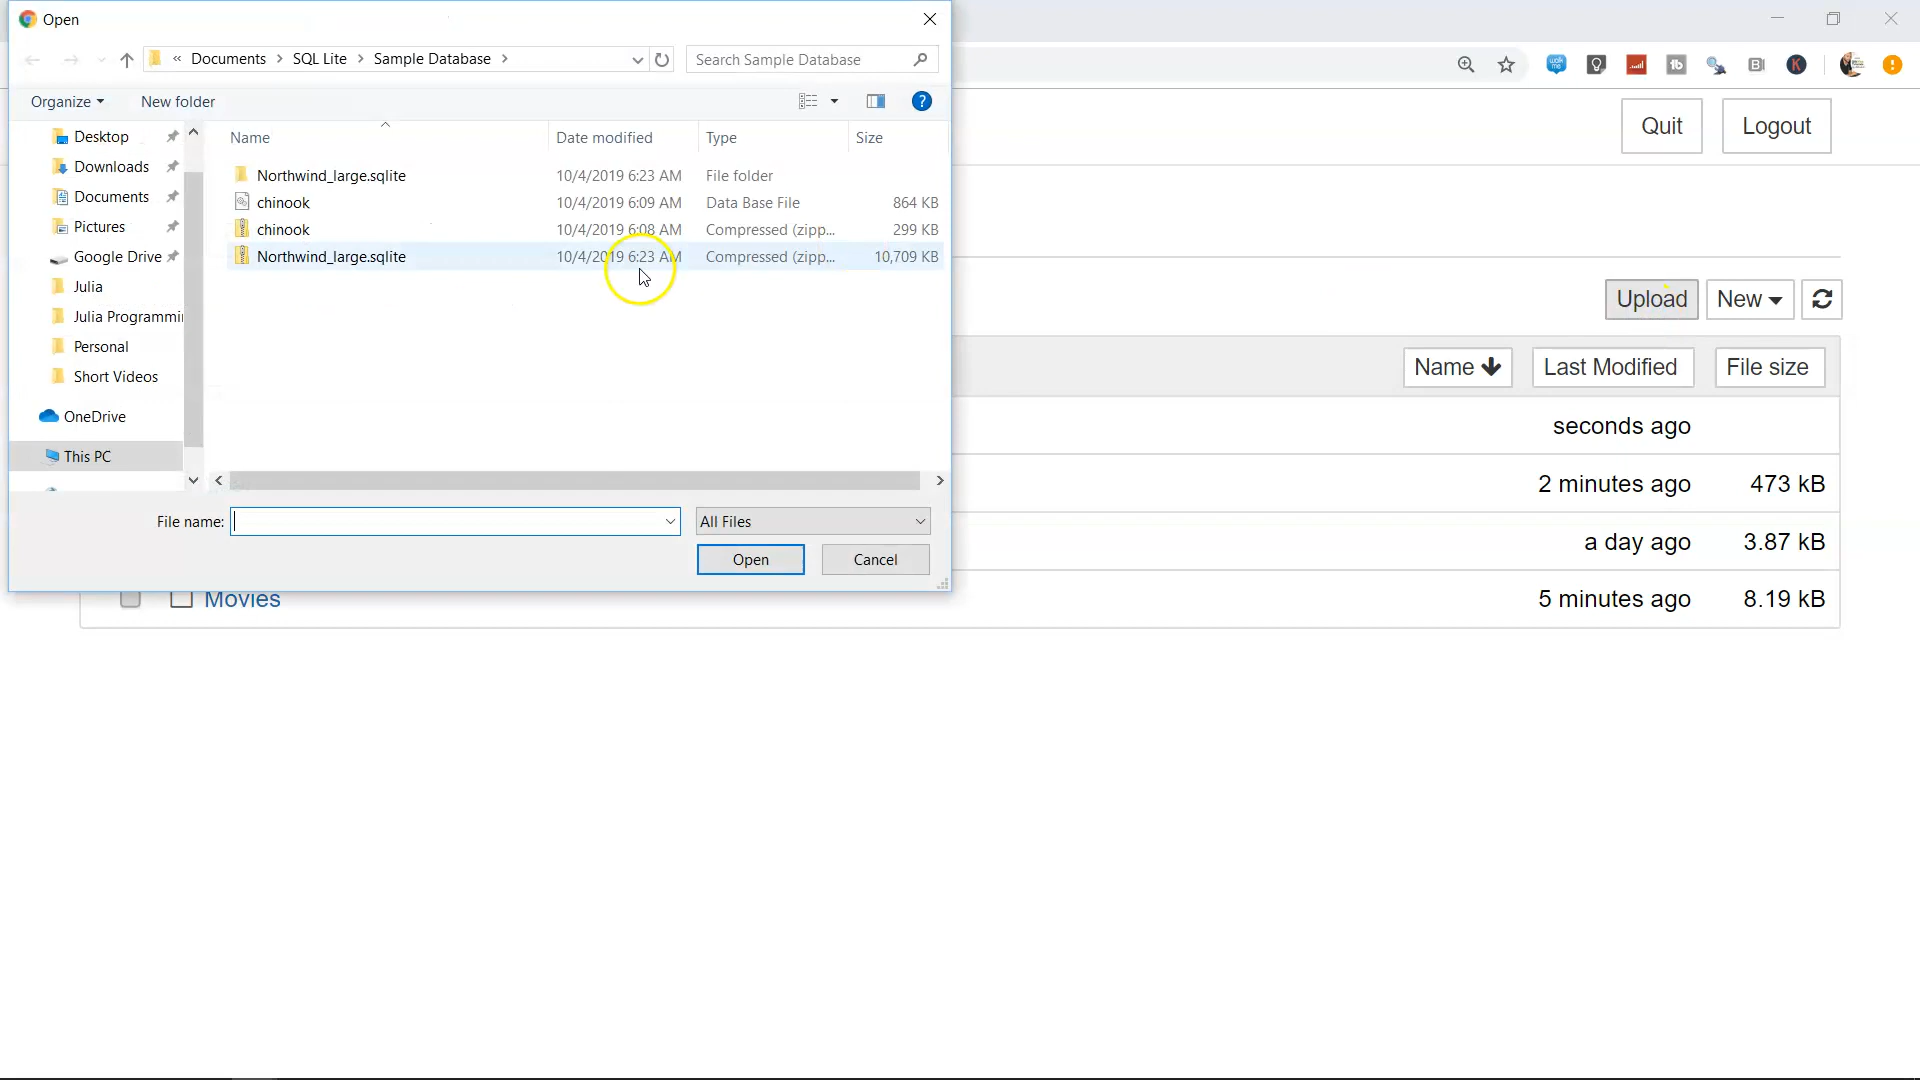 Open
« Documents > SQL Lite > Sample Database >
Search Sample Database
Organize
New folder
?
Quit
Logout
Desktop
Downloads
Documents
Pictures
Google Drive
Julia
Julia Programmi
Personal
Short Videos
OneDrive
This PC
Name Date modified Type Size
Northwind_large.sqlite 10/4/2019 6:23 AM File folder
chinook 10/4/2019 6:09 AM Data Base File 864 KB
chinook 10/4/2019 6:08 AM Compressed (zipp... 299 KB
Northwind_large.sqlite 10/4/2019 6:23 AM Compressed (zipp... 10,709 KB
File name:
All Files
Open
Cancel
Upload
New
Name
Last Modified
File size
seconds ago
2 minutes ago 473 kB
a day ago 3.87 kB
Movies 5 minutes ago 8.19 kB